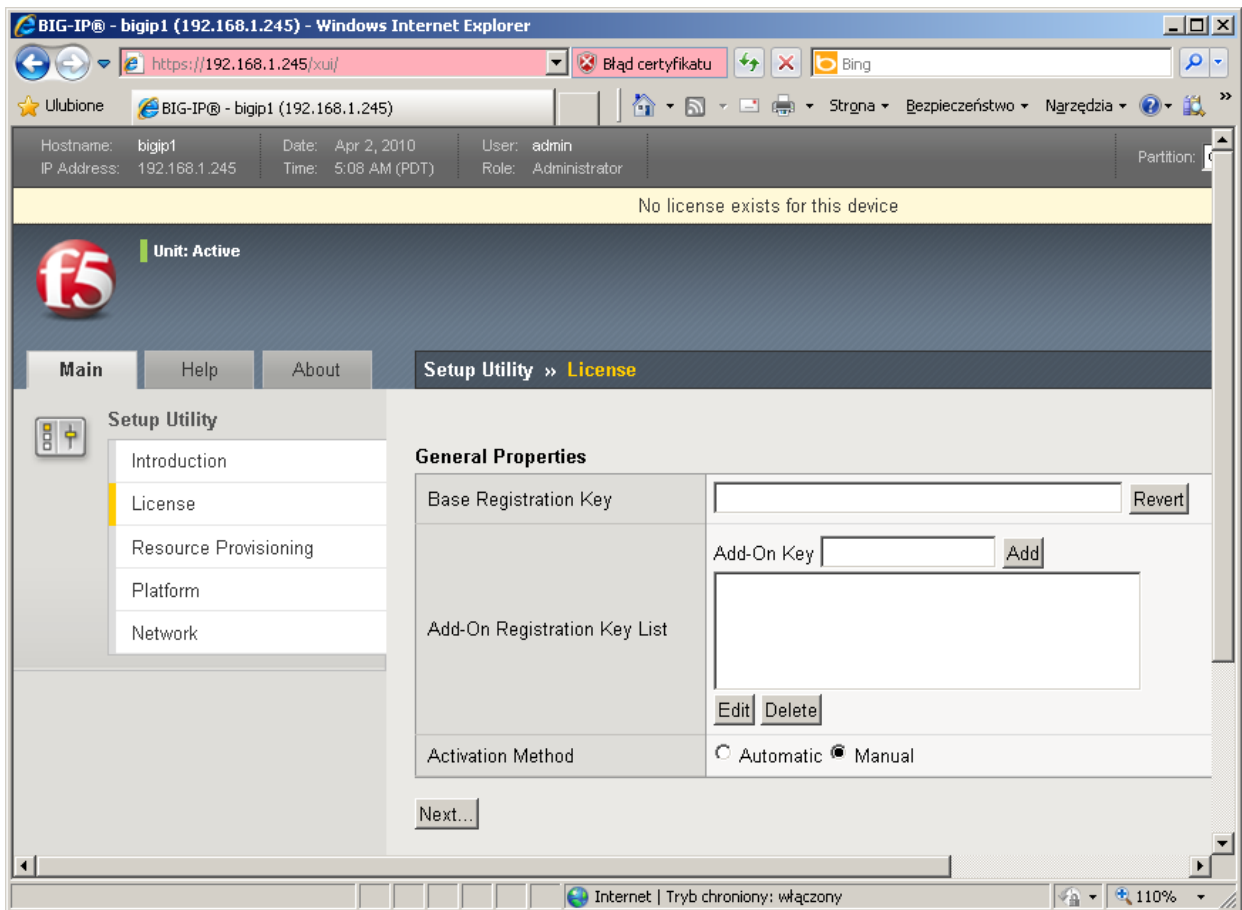 BIG-IP® - bigip1 (192.168.1.245) - Windows Internet Explorer
https://192.168.1.245/xui/ Błąd certyfikatu Bing
Ulubione BIG-IP® - bigip1 (192.168.1.245) Strona Bezpieczeństwo Narzędzia »
Hostname: bigip1 Date: Apr 2, 2010 User: admin
IP Address: 192.168.1.245 Time: 5:08 AM (PDT) Role: Administrator Partition:
No license exists for this device
f5 Unit: Active
Main Help About Setup Utility » License
Setup Utility
Introduction
License
Resource Provisioning
Platform
Network
General Properties
Base Registration Key Revert
Add-On Key Add
Add-On Registration Key List
Edit Delete
Activation Method Automatic Manual
Next...
Internet | Tryb chroniony: włączony 110%